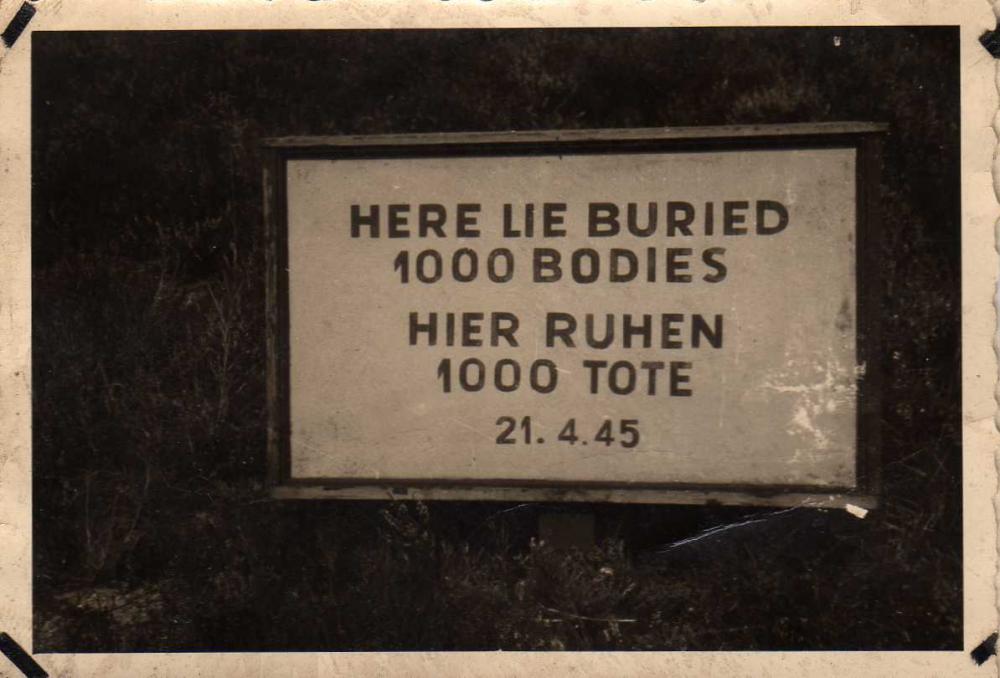 HERE LIE BURIED
1000 BODIES
HIER RUHEN
1000 TOTE
21. 4. 45